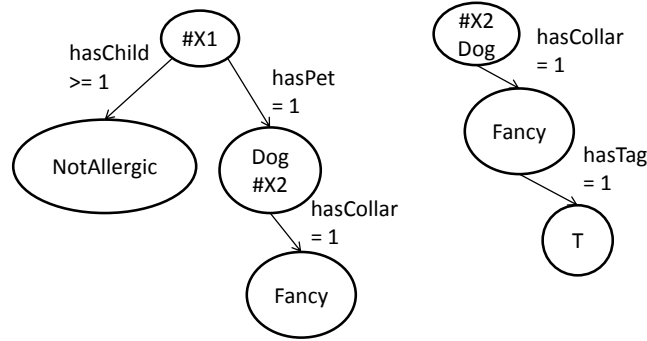 #X1
hasChild
>= 1
hasPet
= 1
NotAllergic
Dog
#X2
hasCollar
= 1
Fancy
#X2
Dog
hasCollar
= 1
Fancy
hasTag
= 1
T